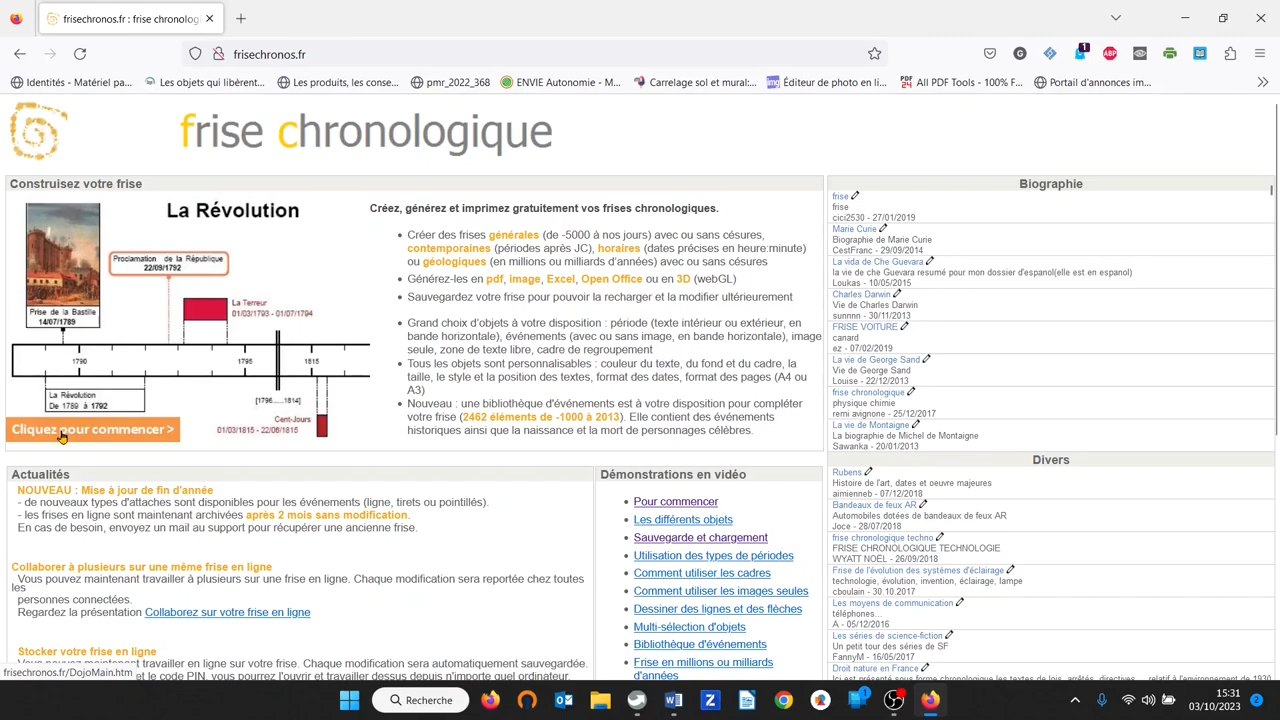 frisechronos.fr : frise chronolog
frisechronos.fr
Identités - Matériel pa...
Les objets qui libèrent...
Les produits, les conse...
pmr_2022_368
ENVIE Autonomie - M...
Carrelage sol et mural:...
Éditeur de photo en li...
All PDF Tools - 100% F...
Portail d'annonces im...
frise chronologique
Construisez votre frise
La Révolution
Proclamation de la République
22/09/1792
Prise de la Bastille
14/07/1789
La Terreur
01/03/1793 - 01/07/1794
1790
1795
1815
La Révolution
De 1789 à 1792
[1796.....1814]
Cent-Jours
01/03/1815 - 22/06/1815
Cliquez pour commencer >
Créez, générez et imprimez gratuitement vos frises chronologiques.
Créer des frises générales (de -5000 à nos jours) avec ou sans césures,
contemporaines (périodes après JC), horaires (dates précises en heure:minute)
ou géologiques (en millions ou milliards d'années) avec ou sans césures
Générez-les en pdf, image, Excel, Open Office ou en 3D (webGL)
Sauvegardez votre frise pour pouvoir la recharger et la modifier ultérieurement
Grand choix d'objets à votre disposition : période (texte intérieur ou extérieur, en
bande horizontale), événements (avec ou sans image, en bande horizontale), image
seule, zone de texte libre, cadre de regroupement
Tous les objets sont personnalisables : couleur du texte, du fond et du cadre, la
taille, le style et la position des textes, format des dates, format des pages (A4 ou
A3)
Nouveau : une bibliothèque d'événements est à votre disposition pour compléter
votre frise (2462 éléments de -1000 à 2013). Elle contient des événements
historiques ainsi que la naissance et la mort de personnages célèbres.
Biographie
frise
frise
cici2530 - 27/01/2019
Marie Curie
Biographie de Marie Curie
CestFranc - 29/09/2014
La vida de Che Guevara
la vie de che Guevara resumé pour mon dossier d'espanol(elle est en espanol)
Loukas - 10/05/2015
Charles Darwin
Vie de Charles Darwin
sunnnn - 30/11/2013
FRISE VOITURE
canard
ez - 07/02/2019
La vie de George Sand
Vie de George Sand
Louise - 22/12/2013
frise chronologique
physique chimie
remi avignone - 25/12/2017
La vie de Montaigne
La biographie de Michel de Montaigne
Sawanka - 20/01/2013
Actualités
NOUVEAU : Mise à jour de fin d'année
- de nouveaux types d'attaches sont disponibles pour les événements (ligne, tirets ou pointillés).
- les frises en ligne sont maintenant archivées après 2 mois sans modification.
En cas de besoin, envoyez un mail au support pour récupérer une ancienne frise.
Collaborer à plusieurs sur une même frise en ligne
Vous pouvez maintenant travailler à plusieurs sur une frise en ligne. Chaque modification sera reportée chez toutes
les
personnes connectées.
Regardez la présentation Collaborez sur votre frise en ligne
Stocker votre frise en ligne
Vous pouvez maintenant travailler en ligne sur votre frise. Chaque modification sera automatiquement sauvegardée.
et le code PIN, vous pourrez l'ouvrir et travailler dessus depuis n'importe quel ordinateur.
frisechronos.fr/DojoMain.htm
Démonstrations en vidéo
Pour commencer
Les différents objets
Sauvegarde et chargement
Utilisation des types de périodes
Comment utiliser les cadres
Comment utiliser les images seules
Dessiner des lignes et des flèches
Multi-sélection d'objets
Bibliothèque d'événements
Frise en millions ou milliards
d'années
Divers
Rubens
Histoire de l'art, dates et oeuvre majeures
aimienneb - 07/12/2018
Bandeaux de feux AR
Automobiles dotées de bandeaux de feux AR
Joce - 28/07/2018
frise chronologique techno
FRISE CHRONOLOGIQUE TECHNOLOGIE
WYATT NOEL - 26/09/2018
Frise de l'évolution des systèmes d'éclairage
technologie, évolution, invention, éclairage, lampe
cboulain - 30.10.2017
Les moyens de communication
téléphones...
A - 05/12/2016
Les séries de science-fiction
Un petit tour des séries de SF
FannyM - 16/05/2017
Droit nature en France
Recherche
15:31
03/10/2023